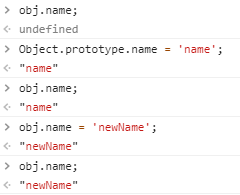 > obj.name;
<· undefined
> Object.prototype.name = 'name';
<· "name"
> obj.name;
<· "name"
> obj.name = 'newName';
<· "newName"
> obj.name;
<· "newName"